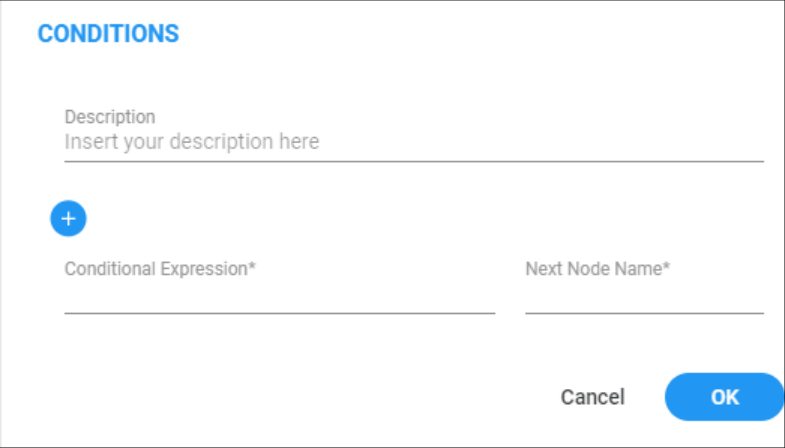 CONDITIONS
Description
Insert your description here
+
Conditional Expression*
Next Node Name*
Cancel
OK